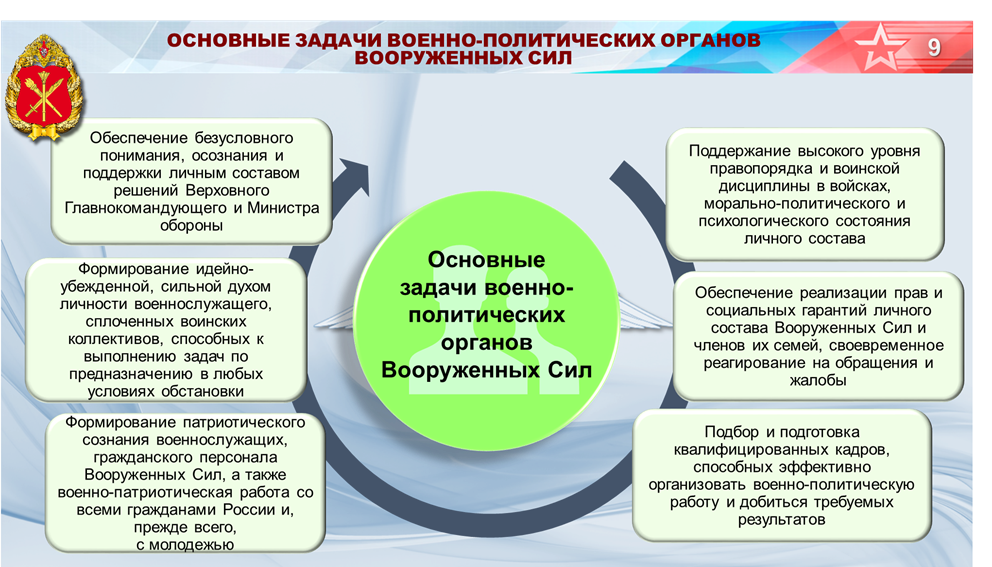 ОСНОВНЫЕ ЗАДАЧИ ВОЕННО-ПОЛИТИЧЕСКИХ ОРГАНОВ
ВООРУЖЕННЫХ СИЛ
9
Обеспечение безусловного
понимания, осознания и
поддержки личным составом
решений Верховного
Главнокомандующего и Министра
обороны
Формирование идейно-
убежденной, сильной духом
личности военнослужащего,
сплоченных воинских
коллективов, способных к
выполнению задач по
предназначению в любых
условиях обстановки
Формирование патриотического
сознания военнослужащих,
гражданского персонала
Вооруженных Сил, а также
военно-патриотическая работа со
всеми гражданами России и,
прежде всего,
с молодежью
Основные
задачи военно-
политических
органов
Вооруженных Сил
Поддержание высокого уровня
правопорядка и воинской
дисциплины в войсках,
морально-политического и
психологического состояния
личного состава
Обеспечение реализации прав и
социальных гарантий личного
состава Вооруженных Сил и
членов их семей, своевременное
реагирование на обращения и
жалобы
Подбор и подготовка
квалифицированных кадров,
способных эффективно
организовать военно-политическую
работу и добиться требуемых
результатов